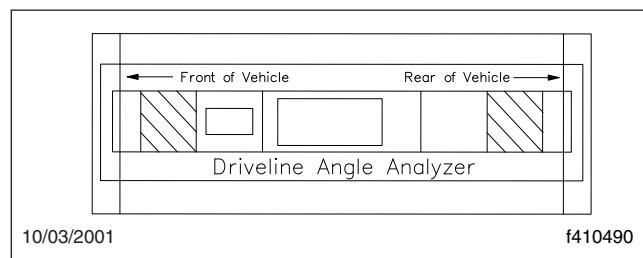 Front of Vehicle Rear of Vehicle
Driveline Angle Analyzer
10/03/2001 f410490